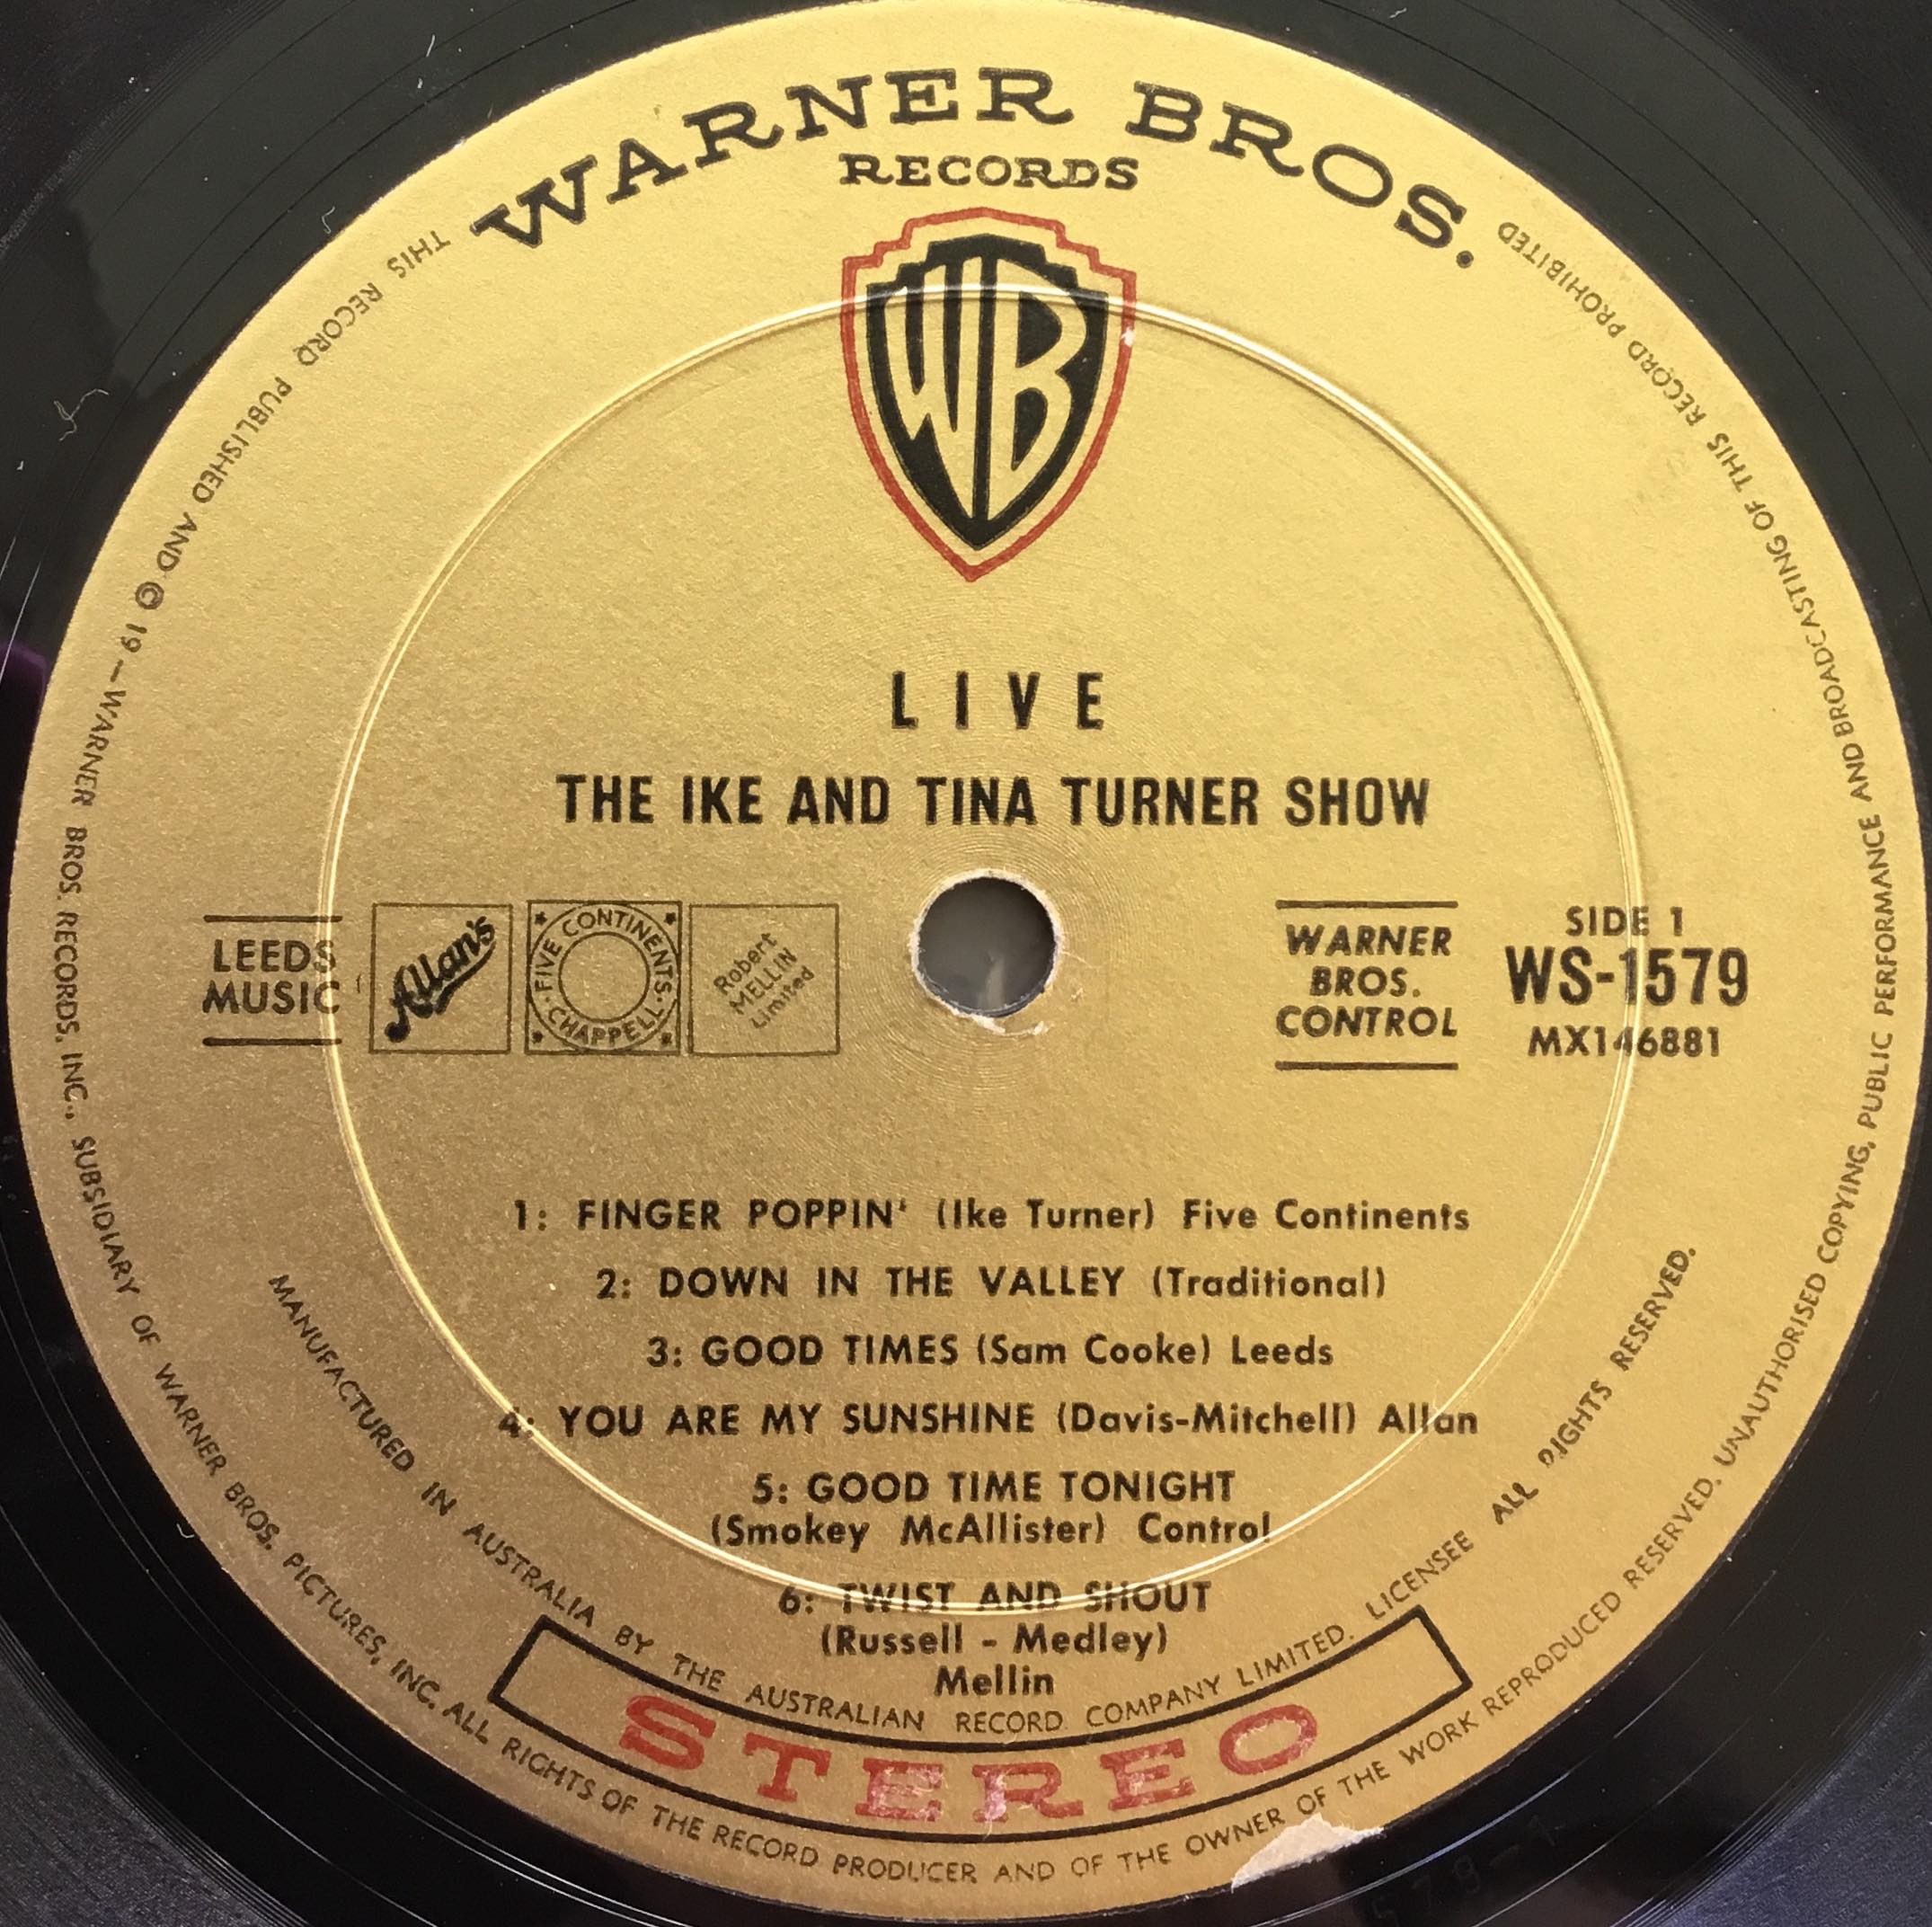 WARNER BROS.
RECORDS
WB
LIVE
THE IKE AND TINA TURNER SHOW
LEEDS
MUSIC
Allan's
FIVE CONTINENTS
CHAPPELL
Robert
MELLIN
Limited
WARNER
BROS.
CONTROL
SIDE 1
WS-1579
MX146881
1: FINGER POPPIN' (Ike Turner) Five Continents
2: DOWN IN THE VALLEY (Traditional)
3: GOOD TIMES (Sam Cooke) Leeds
4: YOU ARE MY SUNSHINE (Davis-Mitchell) Allan
5: GOOD TIME TONIGHT
(Smokey McAllister) Control
6: TWIST AND SHOUT
(Russell - Medley)
Mellin
MANUFACTURED IN AUSTRALIA BY THE AUSTRALIAN RECORD COMPANY LIMITED. LICENSEE ALL RIGHTS RESERVED.
STEREO
THIS RECORD PUBLISHED AND © 19— WARNER BROS. RECORDS, INC., SUBSIDIARY OF WARNER BROS. PICTURES, INC. ALL RIGHTS OF THE RECORD PRODUCER AND OF THE OWNER OF THE WORK REPRODUCED RESERVED. UNAUTHORISED COPYING, PUBLIC PERFORMANCE AND BROADCASTING OF THIS RECORD PROHIBITED